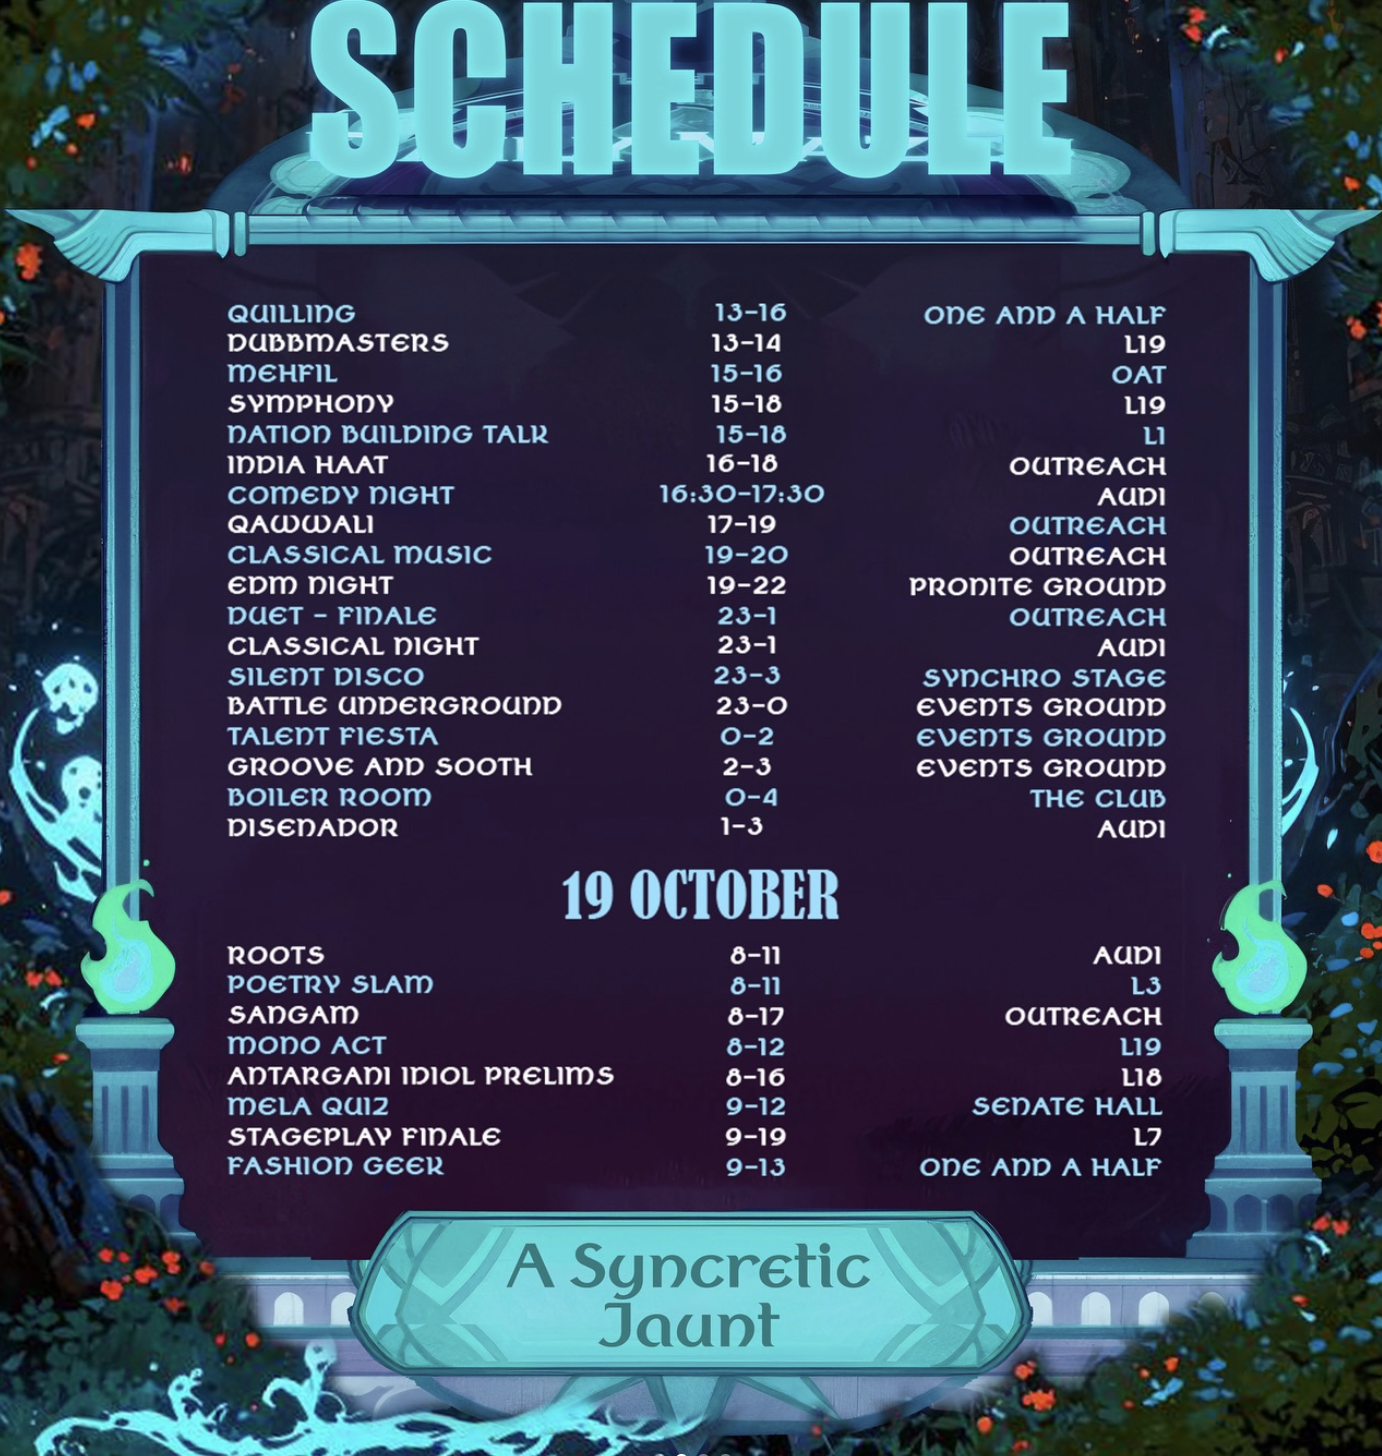 SCHEDULE
QUILLING 13-16 ONE AND A HALF
DUBBMASTERS 13-14 L19
MEHFIL 15-16 OAT
SYMPHONY 15-18 L19
NATION BUILDING TALK 15-18 L1
INDIA HAAT 16-18 OUTREACH
COMEDY NIGHT 16:30-17:30 AUDI
QAWWALI 17-19 OUTREACH
CLASSICAL MUSIC 19-20 OUTREACH
EDM NIGHT 19-22 PRONITE GROUND
DUET - FINALE 23-1 OUTREACH
CLASSICAL NIGHT 23-1 AUDI
SILENT DISCO 23-3 SYNCHRO STAGE
BATTLE UNDERGROUND 23-0 EVENTS GROUND
TALENT FIESTA 0-2 EVENTS GROUND
GROOVE AND SOOTH 2-3 EVENTS GROUND
BOILER ROOM 0-4 THE CLUB
DISENADOR 1-3 AUDI
19 OCTOBER
ROOTS 8-11 AUDI
POETRY SLAM 8-11 L3
SANGAM 8-17 OUTREACH
MONO ACT 8-12 L19
ANTARGANI IDIOL PRELIMS 8-16 L18
MELA QUIZ 9-12 SENATE HALL
STAGEPLAY FINALE 9-19 L7
FASHION GEEK 9-13 ONE AND A HALF
A Syncretic
Jaunt